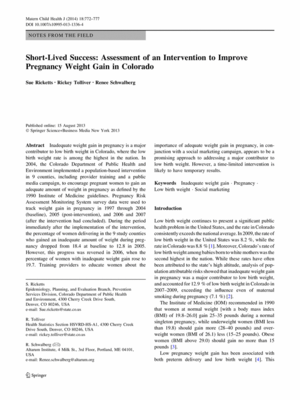 Matern Child Health J (2014) 18:772–777
DOI 10.1007/s10995-013-1336-4
NOTES FROM THE FIELD
Short-Lived Success: Assessment of an Intervention to Improve
Pregnancy Weight Gain in Colorado
Sue Ricketts · Rickey Tolliver · Renee Schwalberg
Published online: 15 August 2013
© Springer Science+Business Media New York 2013
Abstract Inadequate weight gain in pregnancy is a major
contributor to low birth weight in Colorado, where the low
birth weight rate is among the highest in the nation. In
2004, the Colorado Department of Public Health and
Environment implemented a population-based intervention
in 9 counties, including provider training and a public
media campaign, to encourage pregnant women to gain an
adequate amount of weight in pregnancy as defined by the
1990 Institute of Medicine guidelines. Pregnancy Risk
Assessment Monitoring Survey data were used to
track weight gain in pregnancy in 1997 through 2004
(baseline), 2005 (post-intervention), and 2006 and 2007
(after the intervention had concluded). During the period
immediately after the implementation of the intervention,
the percentage of women delivering in the 9-study counties
who gained an inadequate amount of weight during preg-
nancy dropped from 18.4 at baseline to 12.8 in 2005.
However, this progress was reversed in 2006, when the
percentage of women with inadequate weight gain rose to
19.7. Training providers to educate women about the
S. Ricketts
Epidemiology, Planning, and Evaluation Branch, Prevention
Services Division, Colorado Department of Public Health
and Environment, 4300 Cherry Creek Drive South,
Denver, CO 80246, USA
e-mail: Sue.ricketts@state.co.us
R. Tolliver
Health Statistics Section HSVRD-HS-A1, 4300 Cherry Creek
Drive South, Denver, CO 80246, USA
e-mail: rickey.tolliver@state.co.us
R. Schwalberg
Altarum Institute, 4 Milk St., 3rd Floor, Portland, ME 04101,
USA
e-mail: Renee.schwalberg@altarum.org
importance of adequate weight gain in pregnancy, in con-
junction with a social marketing campaign, appears to be a
promising approach to addressing a major contributor to
low birth weight. However, a time-limited intervention is
likely to have temporary results.
Keywords Inadequate weight gain · Pregnancy ·
Low birth weight · Social marketing
Introduction
Low birth weight continues to present a significant public
health problem in the United States, and the rate in Colorado
consistently exceeds the national average. In 2009, the rate of
low birth weight in the United States was 8.2 %, while the
rate in Colorado was 8.8 % [1]. Moreover, Colorado's rate of
low birth weight among babies born to white mothers was the
second highest in the nation. While these rates have often
been attributed to the state's high altitude, analysis of pop-
ulation attributable risks showed that inadequate weight gain
in pregnancy was a major contributor to low birth weight,
and accounted for 12.9 % of low birth weight in Colorado in
2007–2009, exceeding the influence even of maternal
smoking during pregnancy (7.1 %) [2].
The Institute of Medicine (IOM) recommended in 1990
that women at normal weight [with a body mass index
(BMI) of 19.8–26.0] gain 25–35 pounds during a normal
singleton pregnancy, while underweight women (BMI less
than 19.8) should gain more (28–40 pounds) and over-
weight women (BMI of 26.1) less (15–25 pounds). Obese
women (BMI above 29.0) should gain no more than 15
pounds [3].
Low pregnancy weight gain has been associated with
both preterm delivery and low birth weight [4]. This
Springer